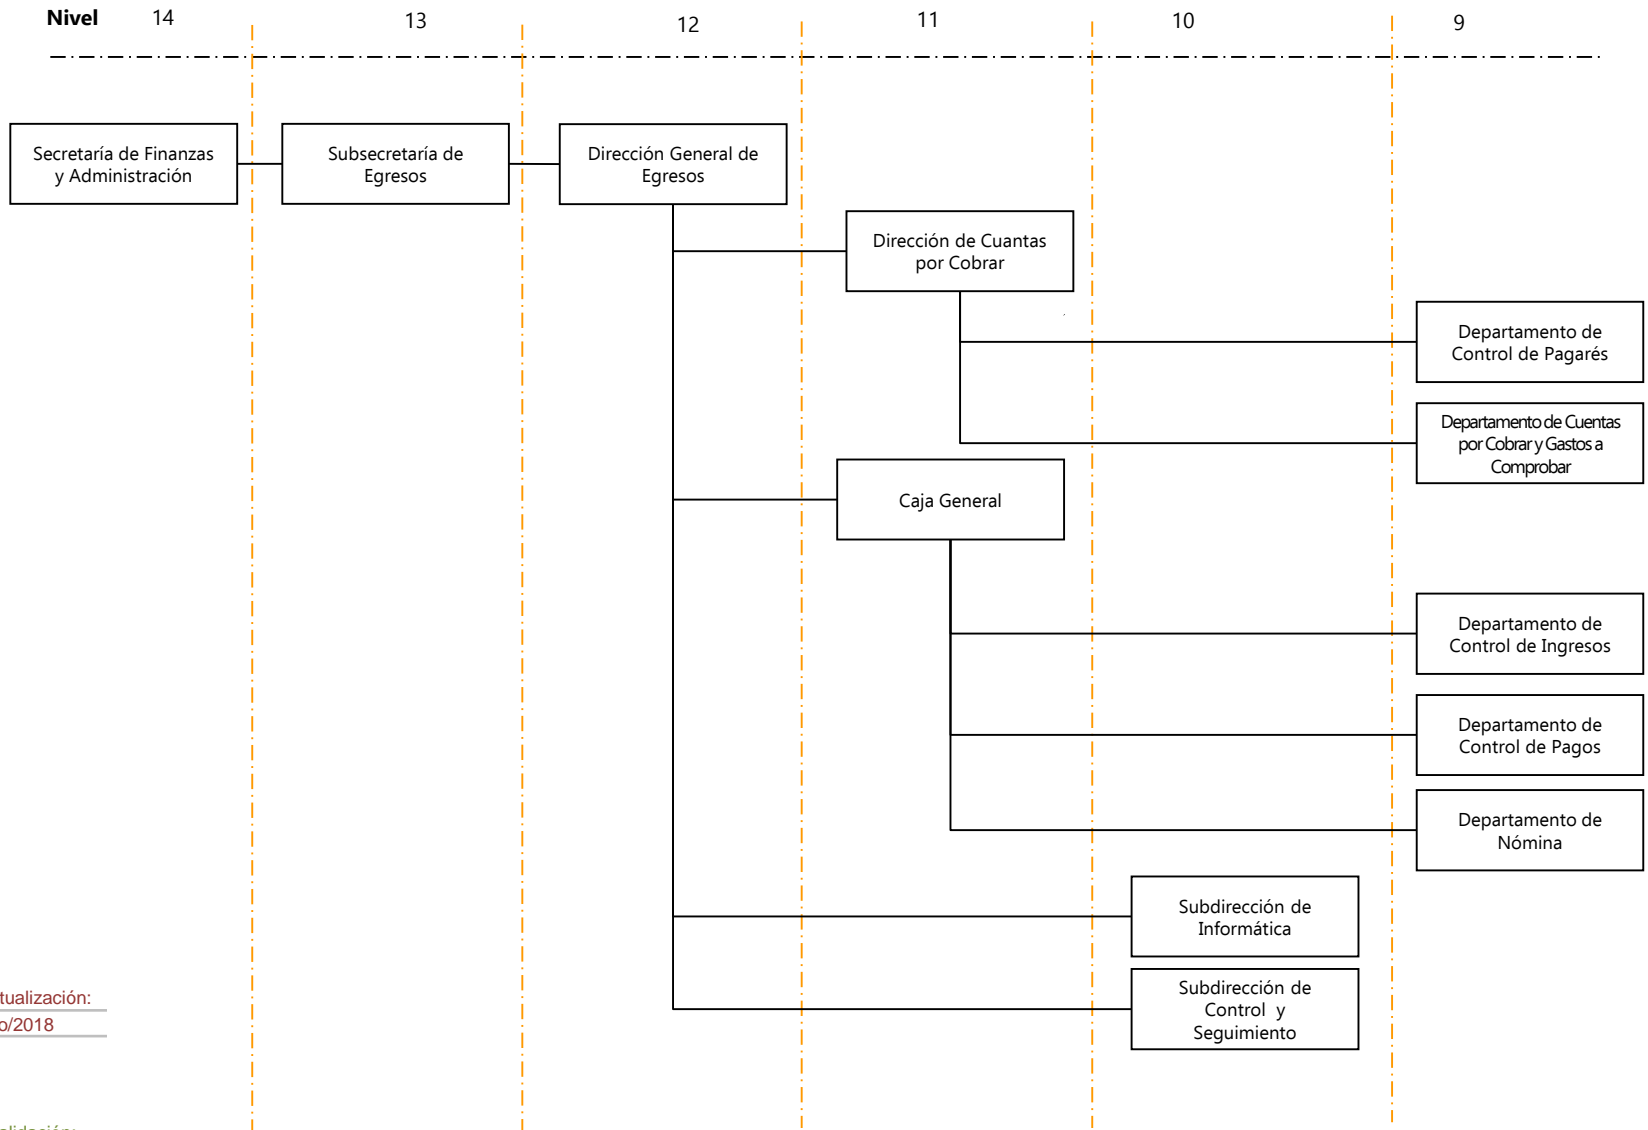 Nivel 14 13 12 11 10 9
Secretaría de Finanzas
y Administración
Subsecretaría de
Egresos
Dirección General de
Egresos
Dirección de Cuantas
por Cobrar
Departamento de
Control de Pagarés
Departamento de Cuentas
por Cobrar y Gastos a
Comprobar
Caja General
Departamento de
Control de Ingresos
Departamento de
Control de Pagos
Departamento de
Nómina
Subdirección de
Informática
Subdirección de
Control y
Seguimiento
tualización:
o/2018